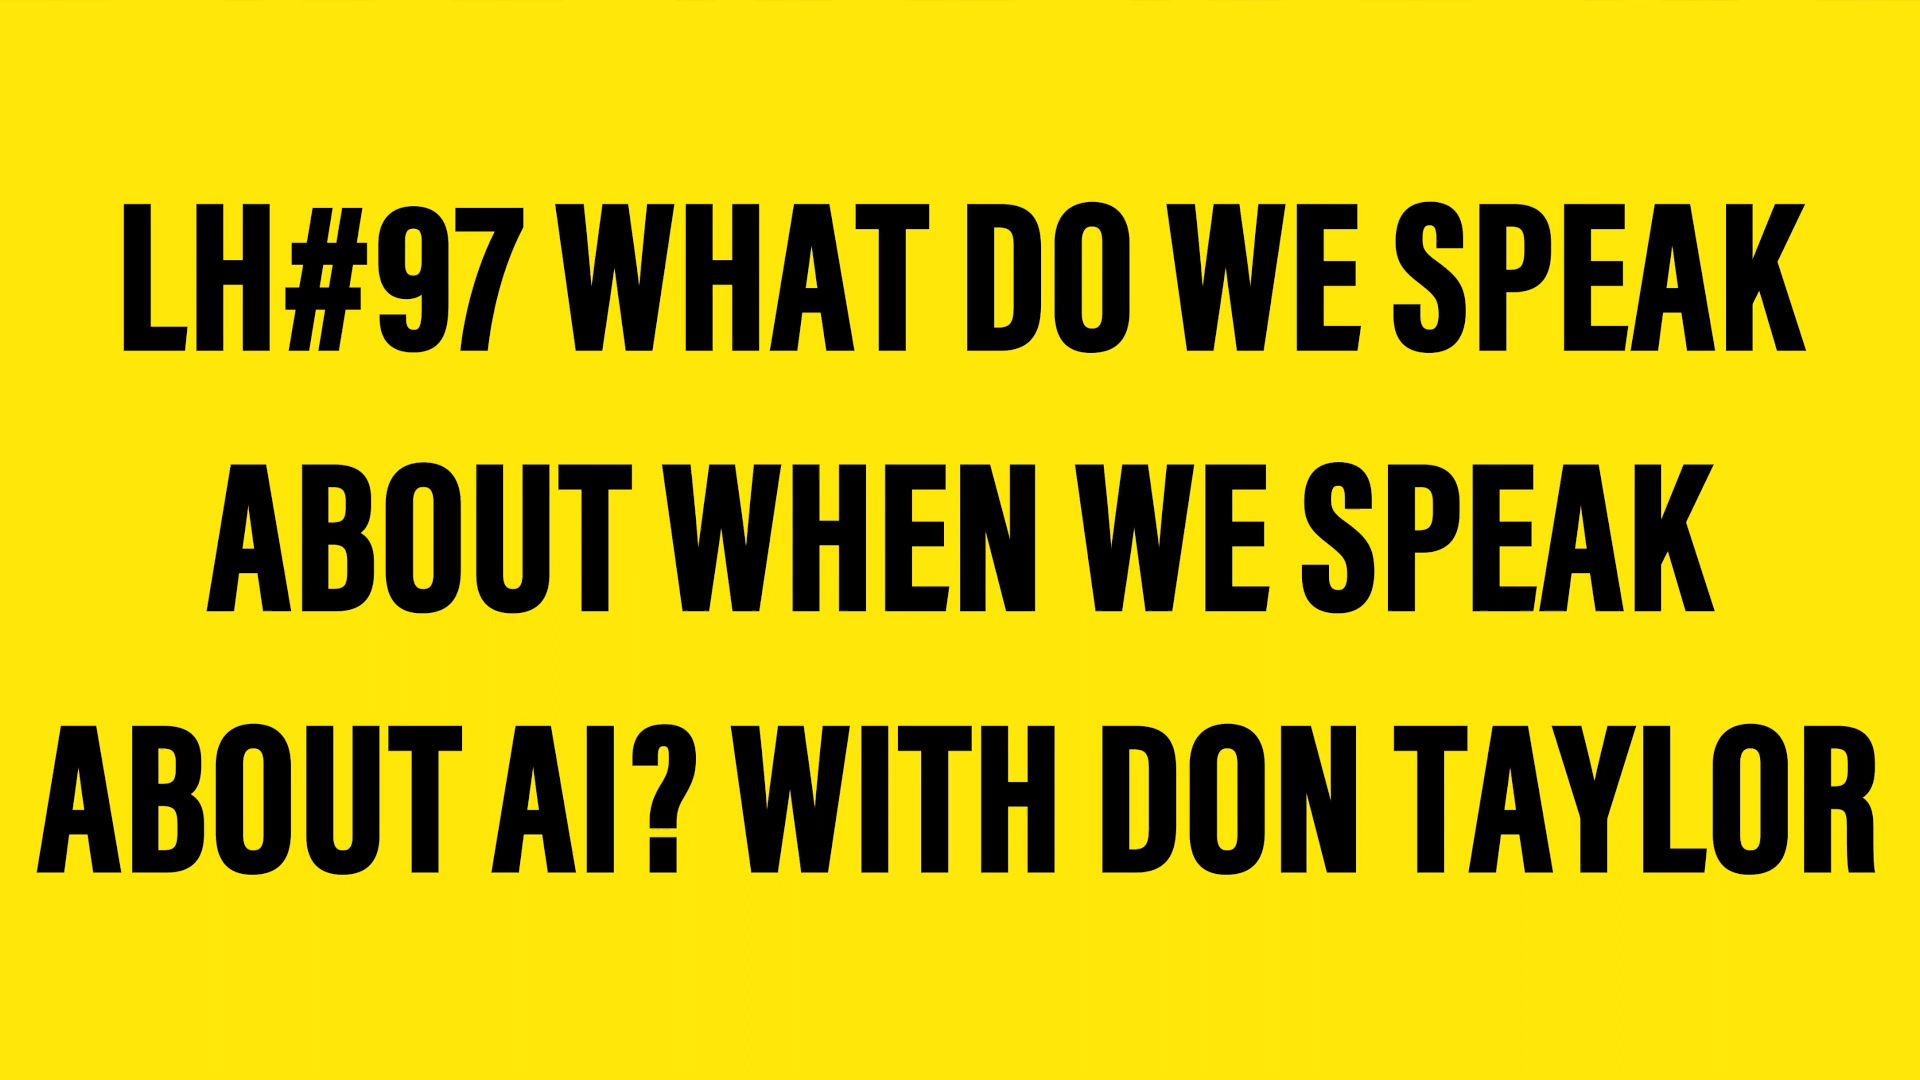 LH#97 WHAT DO WE SPEAK
ABOUT WHEN WE SPEAK
ABOUT AI? WITH DON TAYLOR